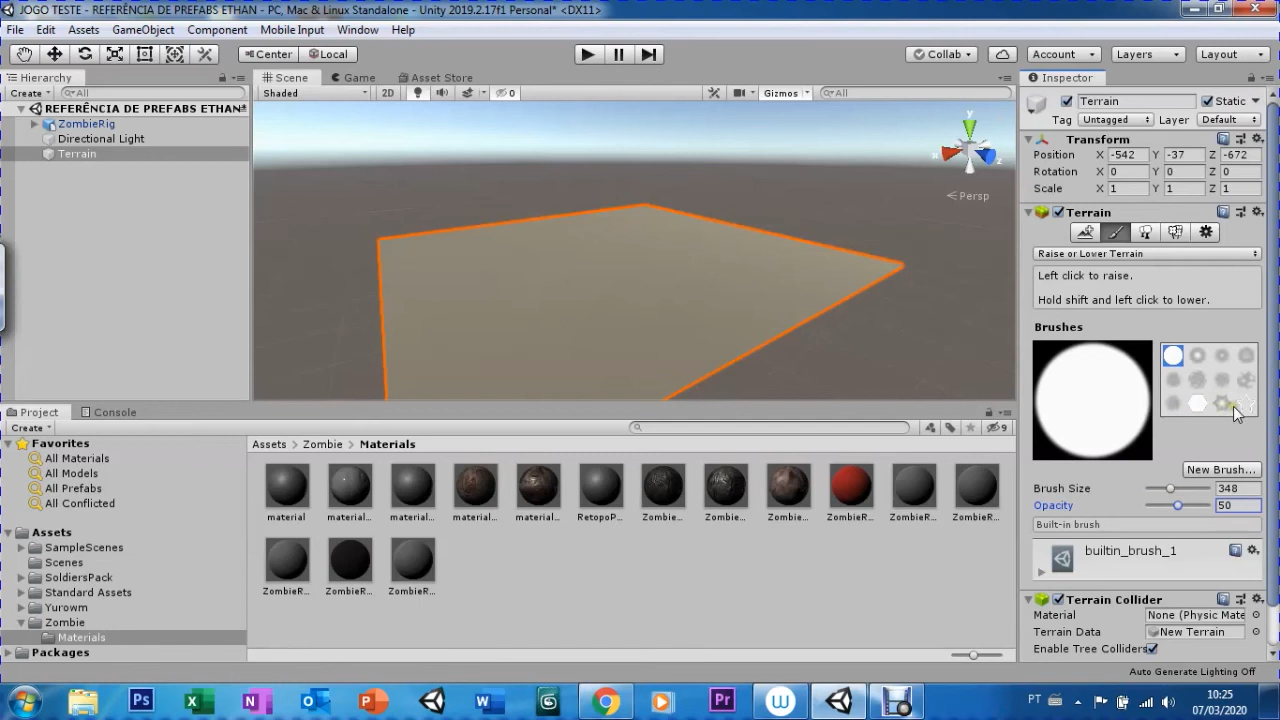 JOGO TESTE - REFERÊNCIA DE PREFABS ETHAN - PC, Mac & Linux Standalone - Unity 2019.2.17f1 Personal* <DX11>
File Edit Assets GameObject Component Mobile Input Window Help
Center Local Collab Account Layers Layout
Hierarchy Scene Game Asset Store Inspector
Create All Shaded 2D 0 Gizmos All
REFERÊNCIA DE PREFABS ETHAN
ZombieRig
Directional Light
Terrain
y
x
z
Persp
Terrain Static
Tag Untagged Layer Default
Transform
Position X -542 Y -37 Z -672
Rotation X 0 Y 0 Z 0
Scale X 1 Y 1 Z 1
Terrain
Raise or Lower Terrain
Left click to raise.
Hold shift and left click to lower.
Brushes
New Brush...
Brush Size 348
Opacity 50
Built-in brush
builtin_brush_1
Terrain Collider
Material None (Physic Mate
Terrain Data New Terrain
Enable Tree Colliders
Auto Generate Lighting Off
Project Console
Create 9
Favorites
All Materials
All Models
All Prefabs
All Conflicted
Assets
SampleScenes
Scenes
SoldiersPack
Standard Assets
Yurowm
Zombie
Materials
Packages
Assets Zombie Materials
material material... material... material... material... RetopoP... Zombie... Zombie... Zombie... ZombieR... ZombieR... ZombieR...
ZombieR... ZombieR... ZombieR...
Ps Pr PT 10:25
07/03/2020